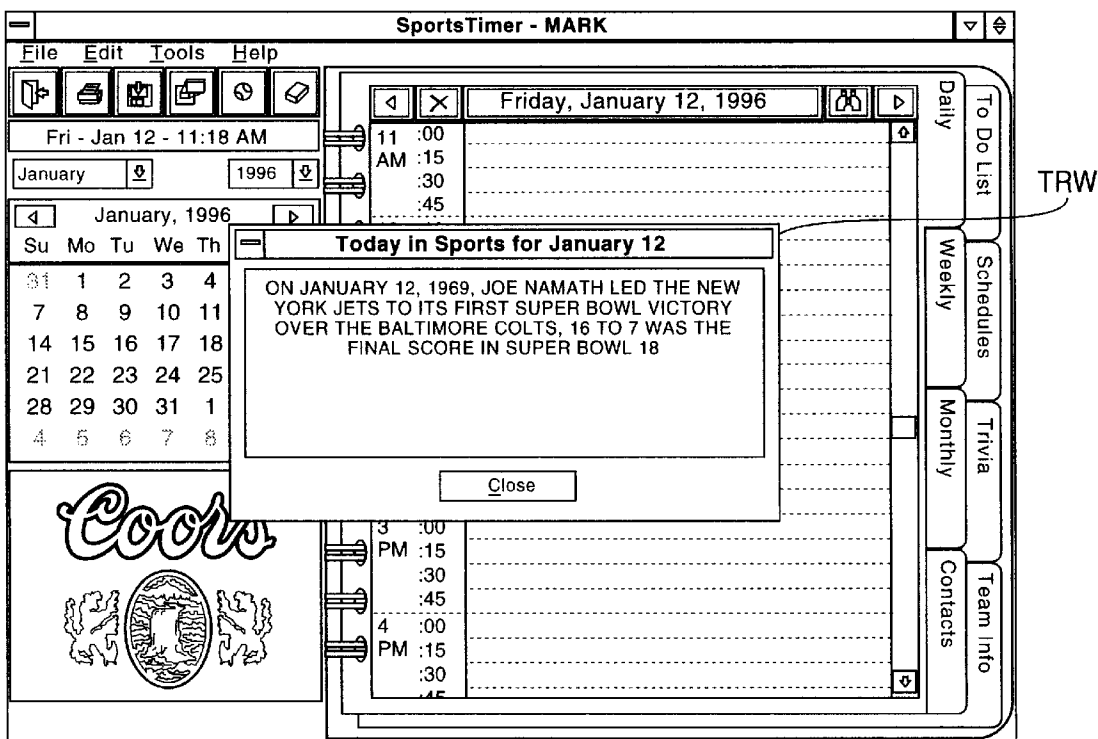 SportsTimer - MARK
File Edit Tools Help
Fri - Jan 12 - 11:18 AM
January 1996
January, 1996
Su Mo Tu We Th
31 1 2 3 4
7 8 9 10 11
14 15 16 17 18
21 22 23 24 25
28 29 30 31 1
4 5 6 7 8
Coors
Friday, January 12, 1996
11 :00
AM :15
:30
:45
Today in Sports for January 12
ON JANUARY 12, 1969, JOE NAMATH LED THE NEW
YORK JETS TO ITS FIRST SUPER BOWL VICTORY
OVER THE BALTIMORE COLTS, 16 TO 7 WAS THE
FINAL SCORE IN SUPER BOWL 18
Close
3 :00
PM :15
:30
:45
4 :00
PM :15
:30
:45
Daily
Weekly
Monthly
Contacts
To Do List
Schedules
Trivia
Team Info
TRW